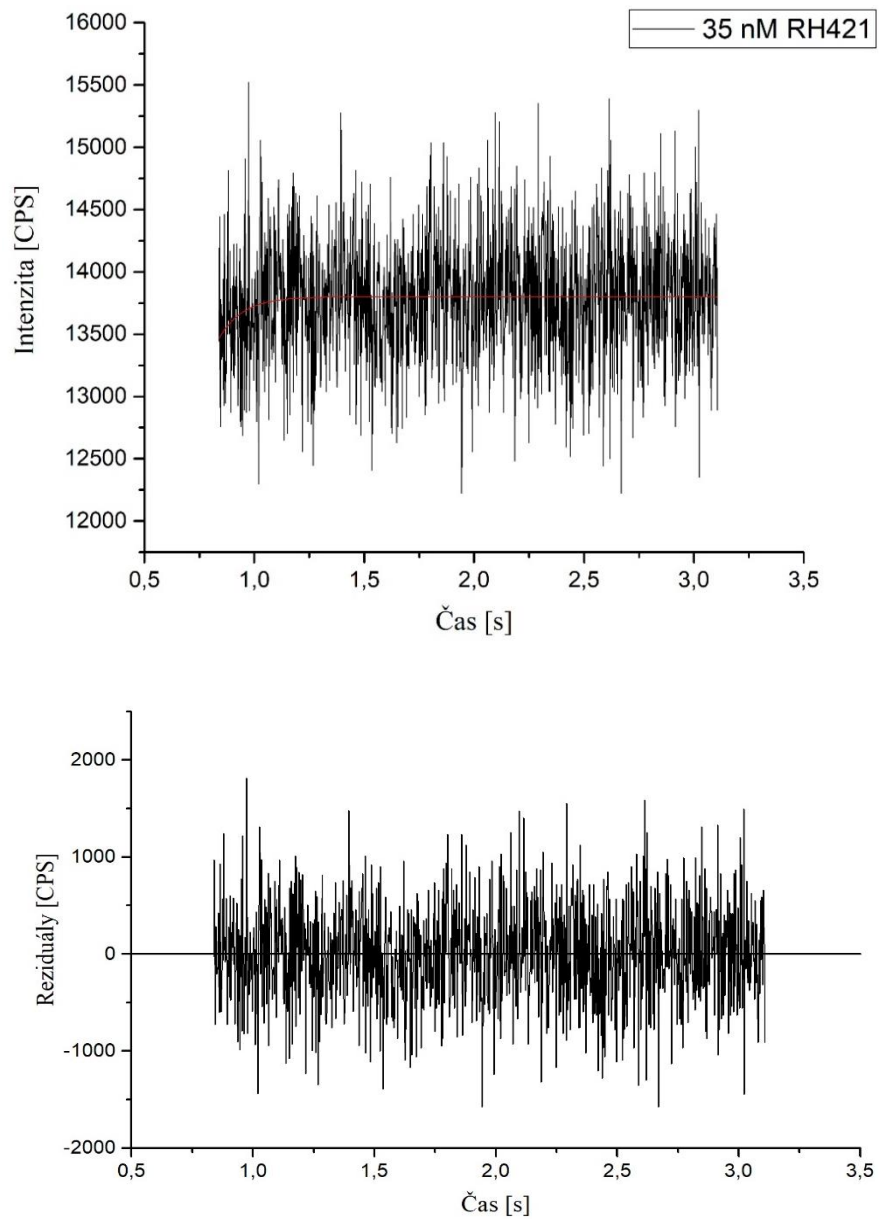 35 nM RH421
16000
15500
15000
14500
14000
13500
13000
12500
12000
Intenzita [CPS]
0,5 1,0 1,5 2,0 2,5 3,0 3,5
Čas [s]
2000
1000
0
-1000
-2000
Reziduály [CPS]
0,5 1,0 1,5 2,0 2,5 3,0 3,5
Čas [s]